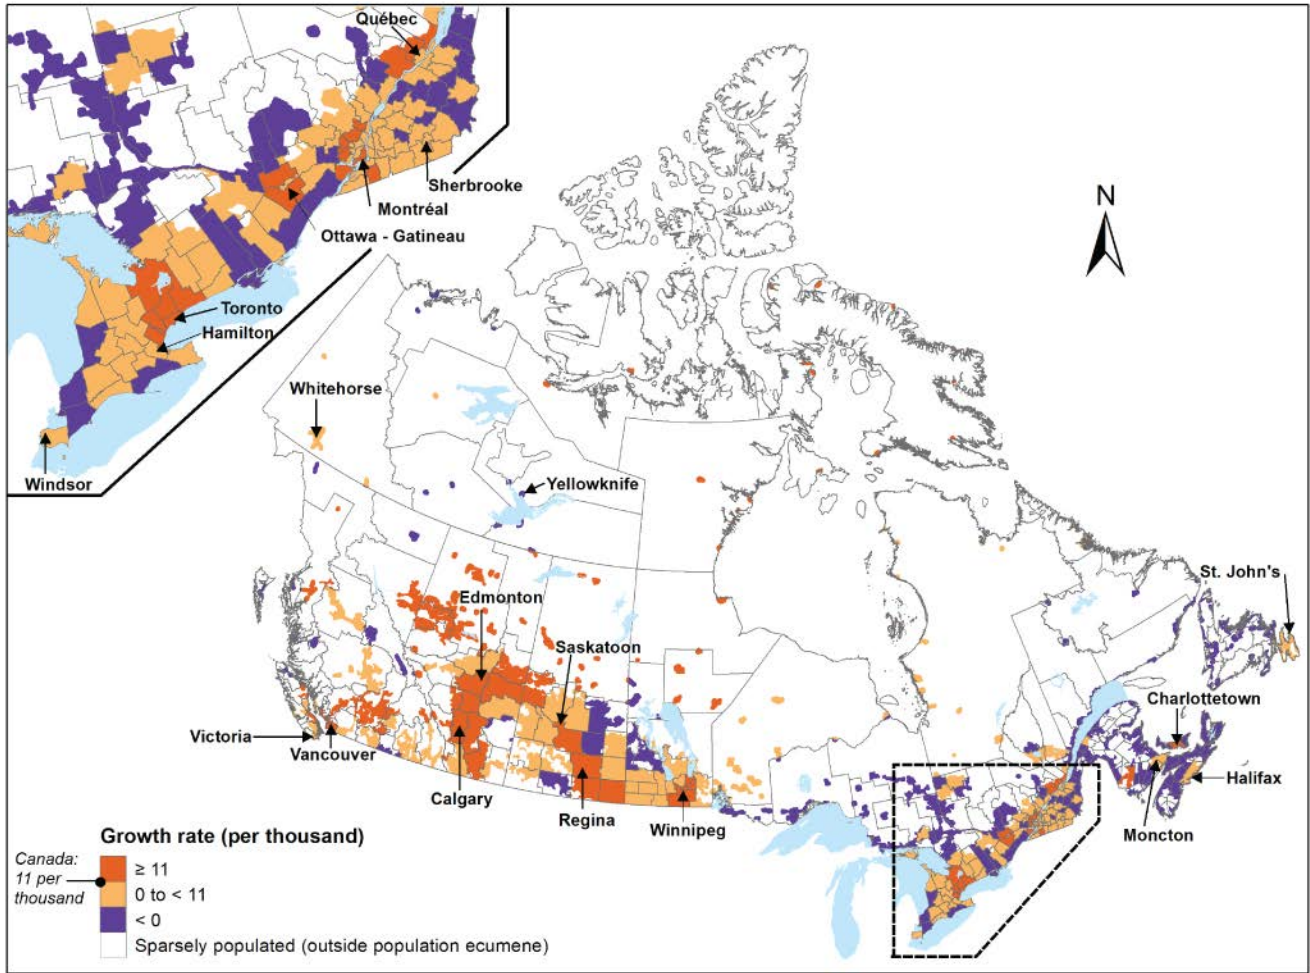 Québec
Sherbrooke
Montréal
Ottawa - Gatineau
Toronto
Hamilton
Windsor
N
Whitehorse
Yellowknife
Edmonton
Saskatoon
St. John's
Charlottetown
Victoria
Vancouver
Calgary
Regina
Winnipeg
Halifax
Moncton
Growth rate (per thousand)
Canada:
11 per
thousand
≥ 11
0 to < 11
< 0
Sparsely populated (outside population ecumene)